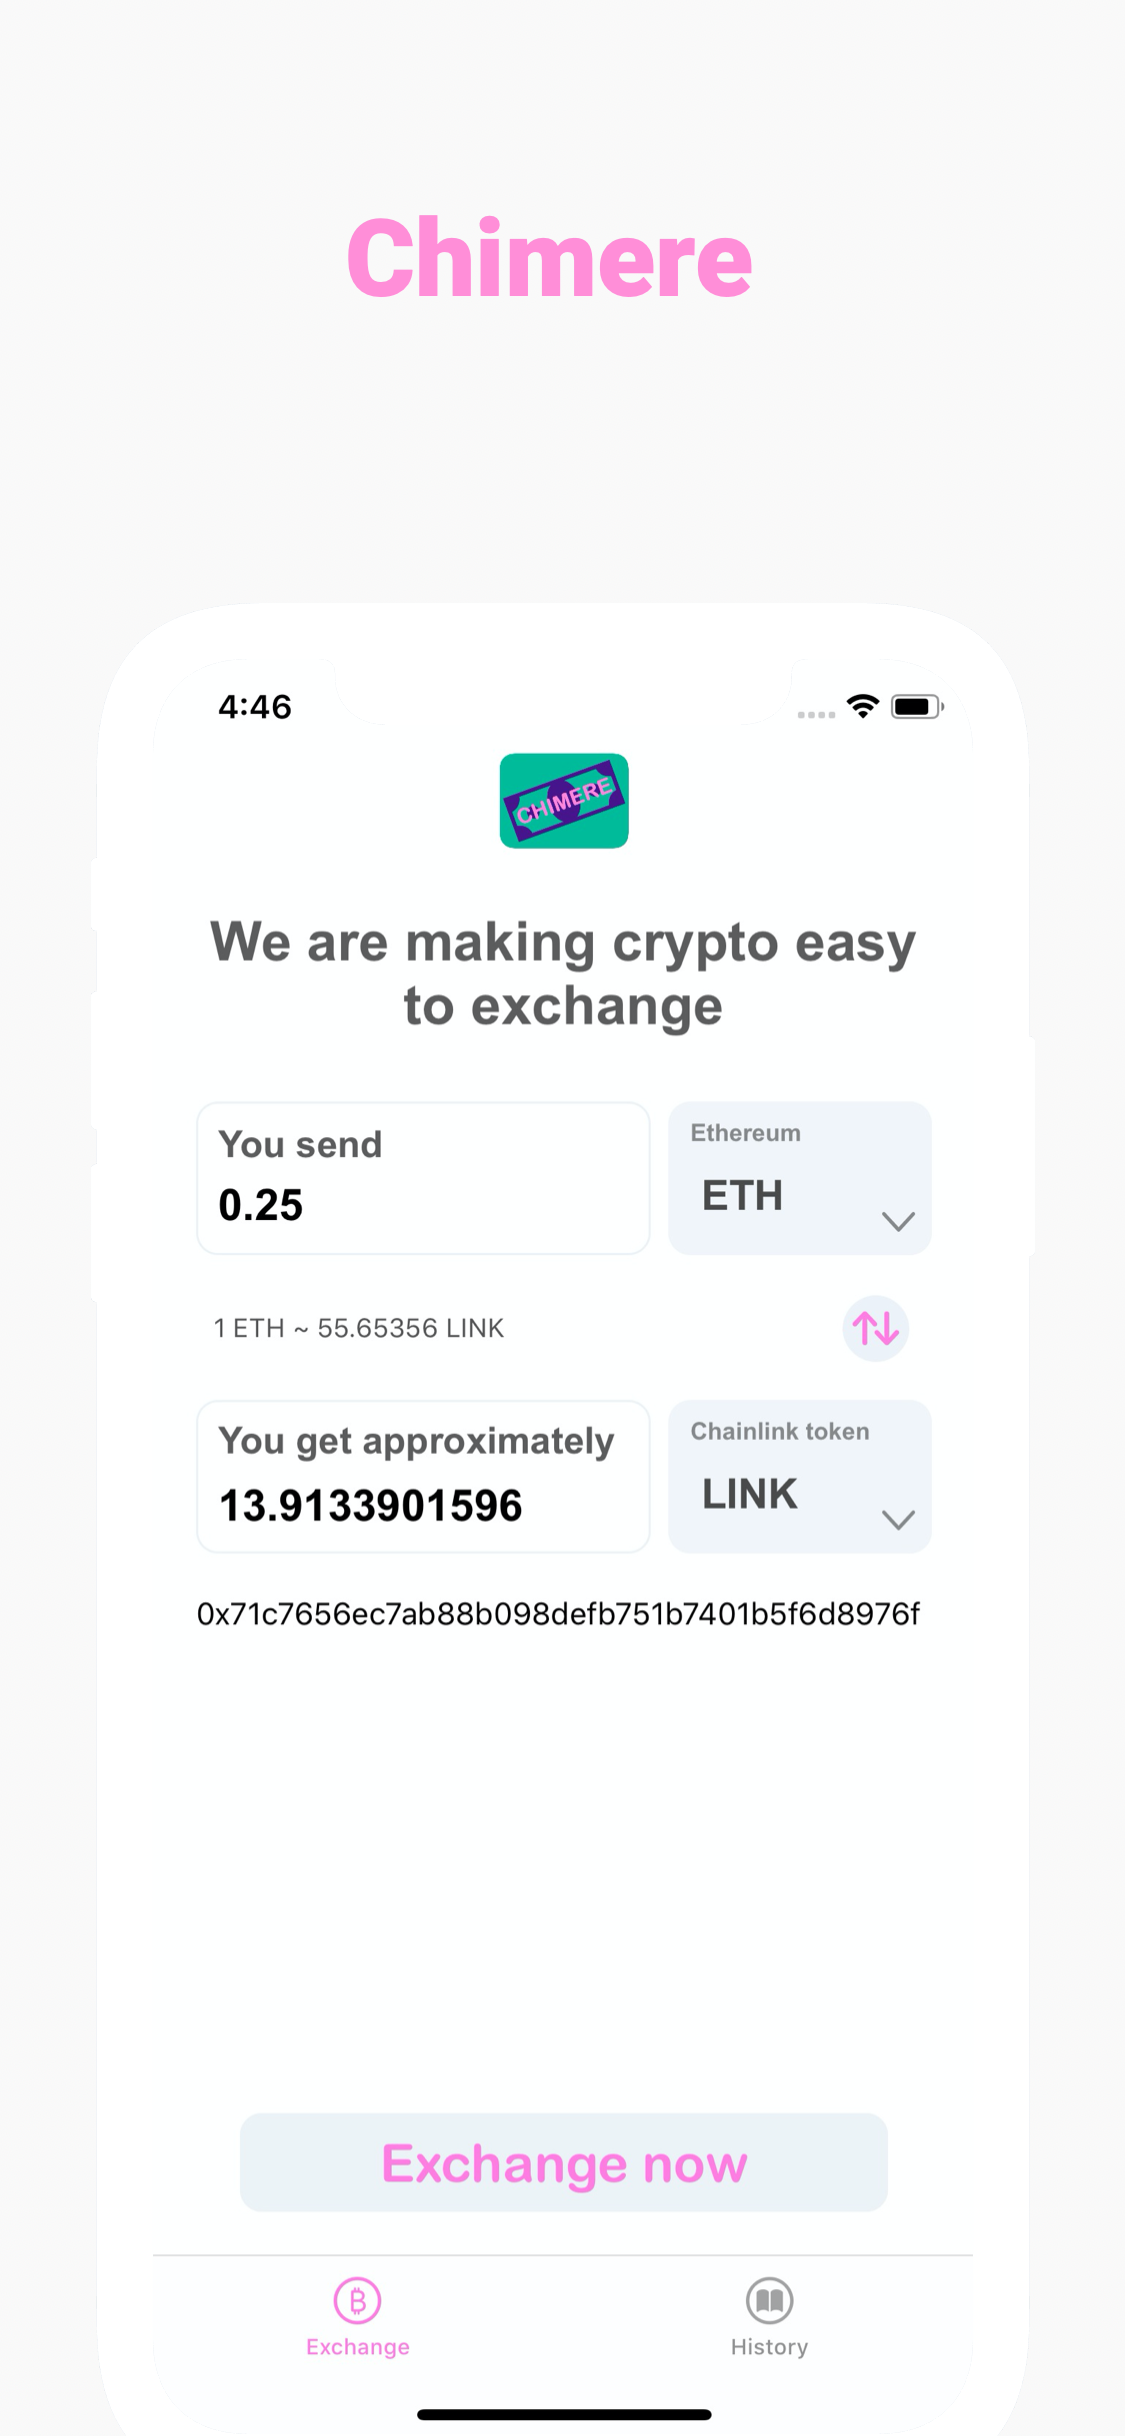 Chimere
4:46
CHIMERE
We are making crypto easy
to exchange
You send
0.25
Ethereum
ETH
1 ETH ~ 55.65356 LINK
You get approximately
13.9133901596
Chainlink token
LINK
0x71c7656ec7ab88b098defb751b7401b5f6d8976f
Exchange now
Exchange
History